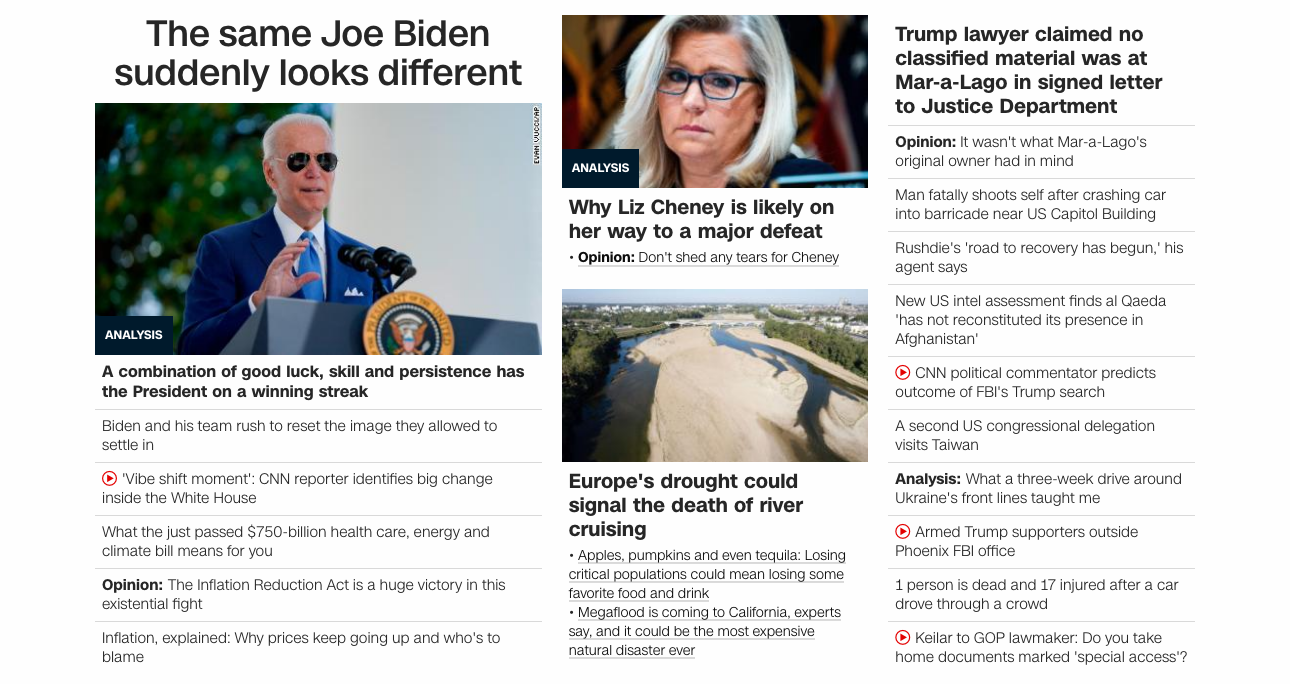 The same Joe Biden
suddenly looks different
EVAN VUCCI/AP
ANALYSIS
A combination of good luck, skill and persistence has
the President on a winning streak
Biden and his team rush to reset the image they allowed to
settle in
'Vibe shift moment': CNN reporter identifies big change
inside the White House
What the just passed $750-billion health care, energy and
climate bill means for you
Opinion: The Inflation Reduction Act is a huge victory in this
existential fight
Inflation, explained: Why prices keep going up and who's to
blame
ANALYSIS
Why Liz Cheney is likely on
her way to a major defeat
• Opinion: Don't shed any tears for Cheney
Europe's drought could
signal the death of river
cruising
• Apples, pumpkins and even tequila: Losing
critical populations could mean losing some
favorite food and drink
• Megaflood is coming to California, experts
say, and it could be the most expensive
natural disaster ever
Trump lawyer claimed no
classified material was at
Mar-a-Lago in signed letter
to Justice Department
Opinion: It wasn't what Mar-a-Lago's
original owner had in mind
Man fatally shoots self after crashing car
into barricade near US Capitol Building
Rushdie's 'road to recovery has begun,' his
agent says
New US intel assessment finds al Qaeda
'has not reconstituted its presence in
Afghanistan'
CNN political commentator predicts
outcome of FBI's Trump search
A second US congressional delegation
visits Taiwan
Analysis: What a three-week drive around
Ukraine's front lines taught me
Armed Trump supporters outside
Phoenix FBI office
1 person is dead and 17 injured after a car
drove through a crowd
Keilar to GOP lawmaker: Do you take
home documents marked 'special access'?